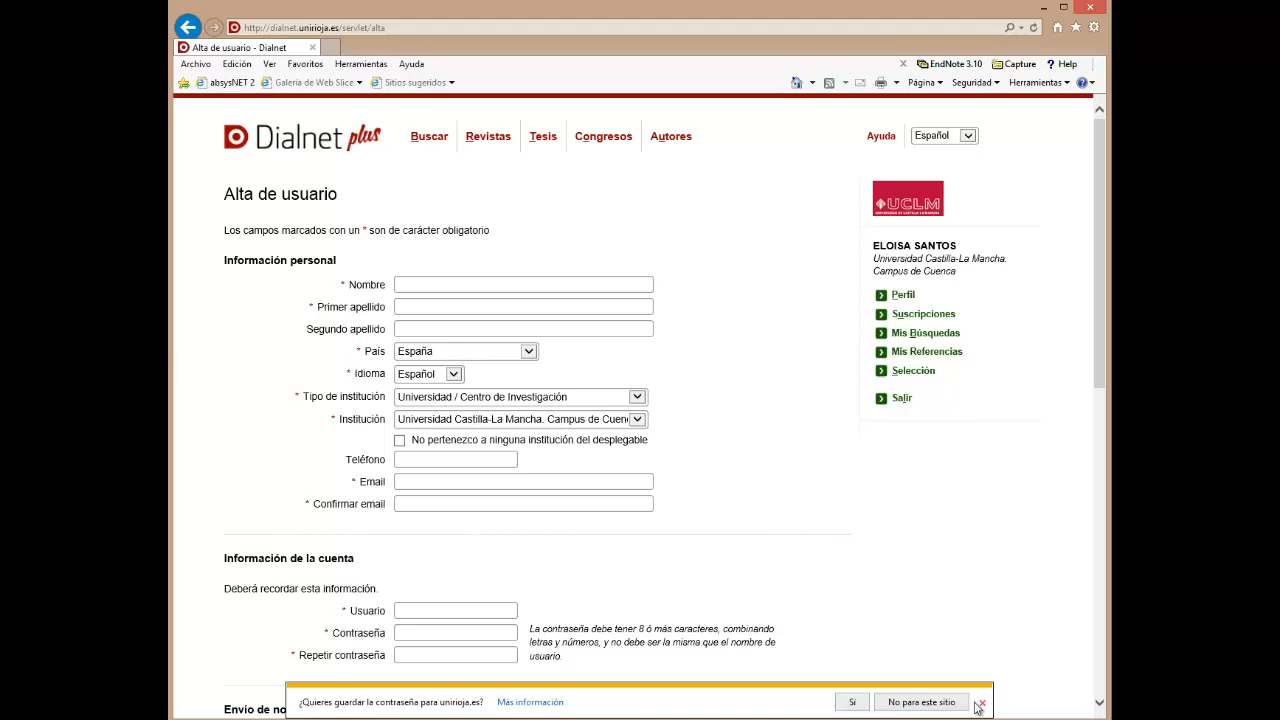 http://dialnet.unirioja.es/servlet/alta
Alta de usuario - Dialnet
Archivo Edición Ver Favoritos Herramientas Ayuda
EndNote 3.10 Capture Help
absysNET 2 Galería de Web Slice Sitios sugeridos
Página Seguridad Herramientas
Dialnet plus
Buscar Revistas Tesis Congresos Autores
Ayuda Español
Alta de usuario
Los campos marcados con un * son de carácter obligatorio
Información personal
* Nombre
* Primer apellido
Segundo apellido
* País España
* Idioma Español
* Tipo de institución Universidad / Centro de Investigación
* Institución Universidad Castilla-La Mancha. Campus de Cuen
No pertenezco a ninguna institución del desplegable
Teléfono
* Email
* Confirmar email
Información de la cuenta
Deberá recordar esta información.
* Usuario
* Contraseña
* Repetir contraseña
La contraseña debe tener 8 ó más caracteres, combinando
letras y números, y no debe ser la misma que el nombre de
usuario.
Envío de no
UCLM
ELOISA SANTOS
Universidad Castilla-La Mancha.
Campus de Cuenca
Perfil
Suscripciones
Mis Búsquedas
Mis Referencias
Selección
Salir
¿Quieres guardar la contraseña para unirioja.es? Más información Sí No para este sitio